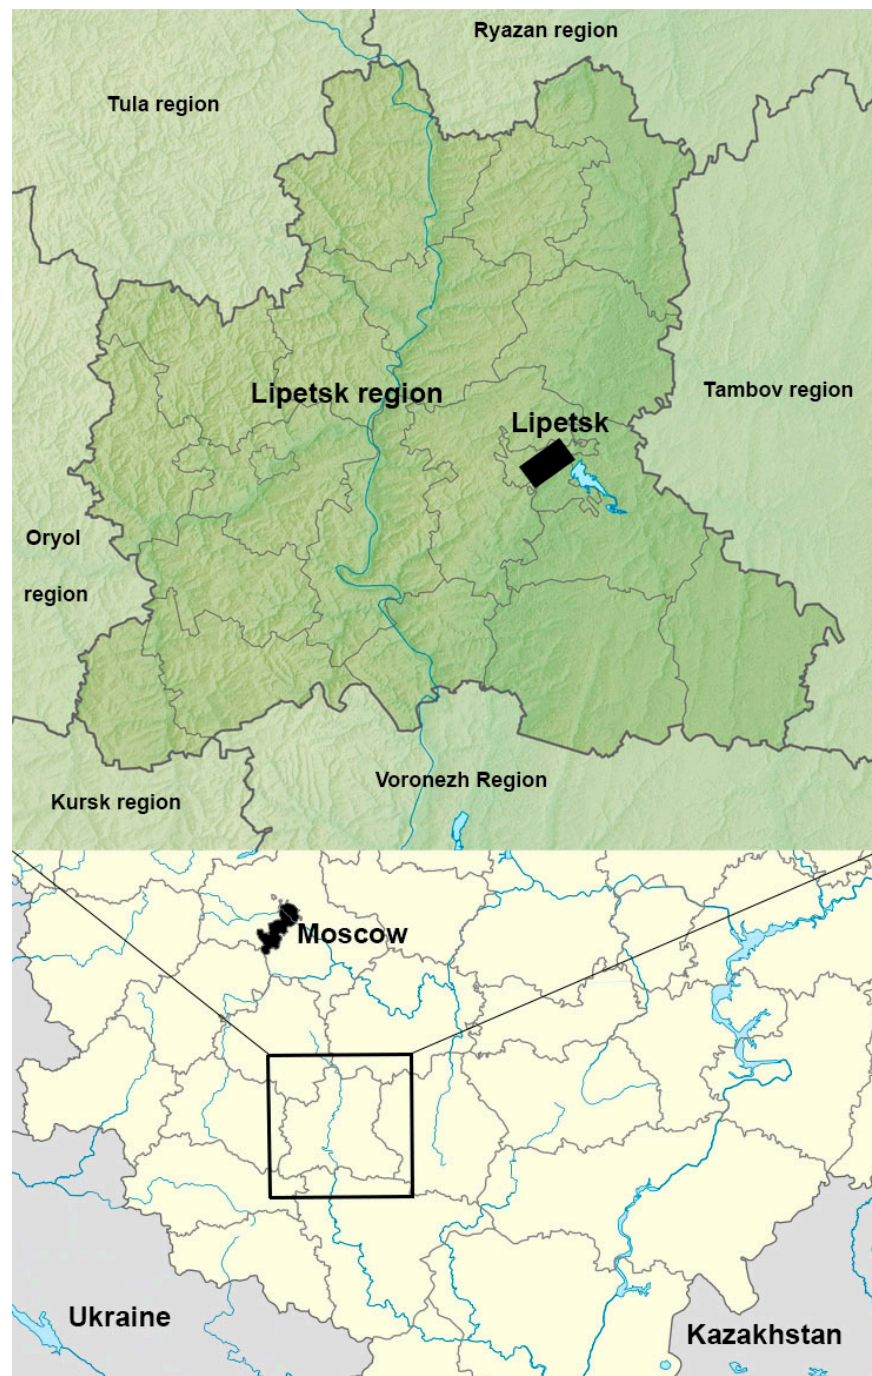 Ryazan region
Tula region
Lipetsk region
Tambov region
Lipetsk
Oryol
region
Voronezh Region
Kursk region
Moscow
Ukraine
Kazakhstan